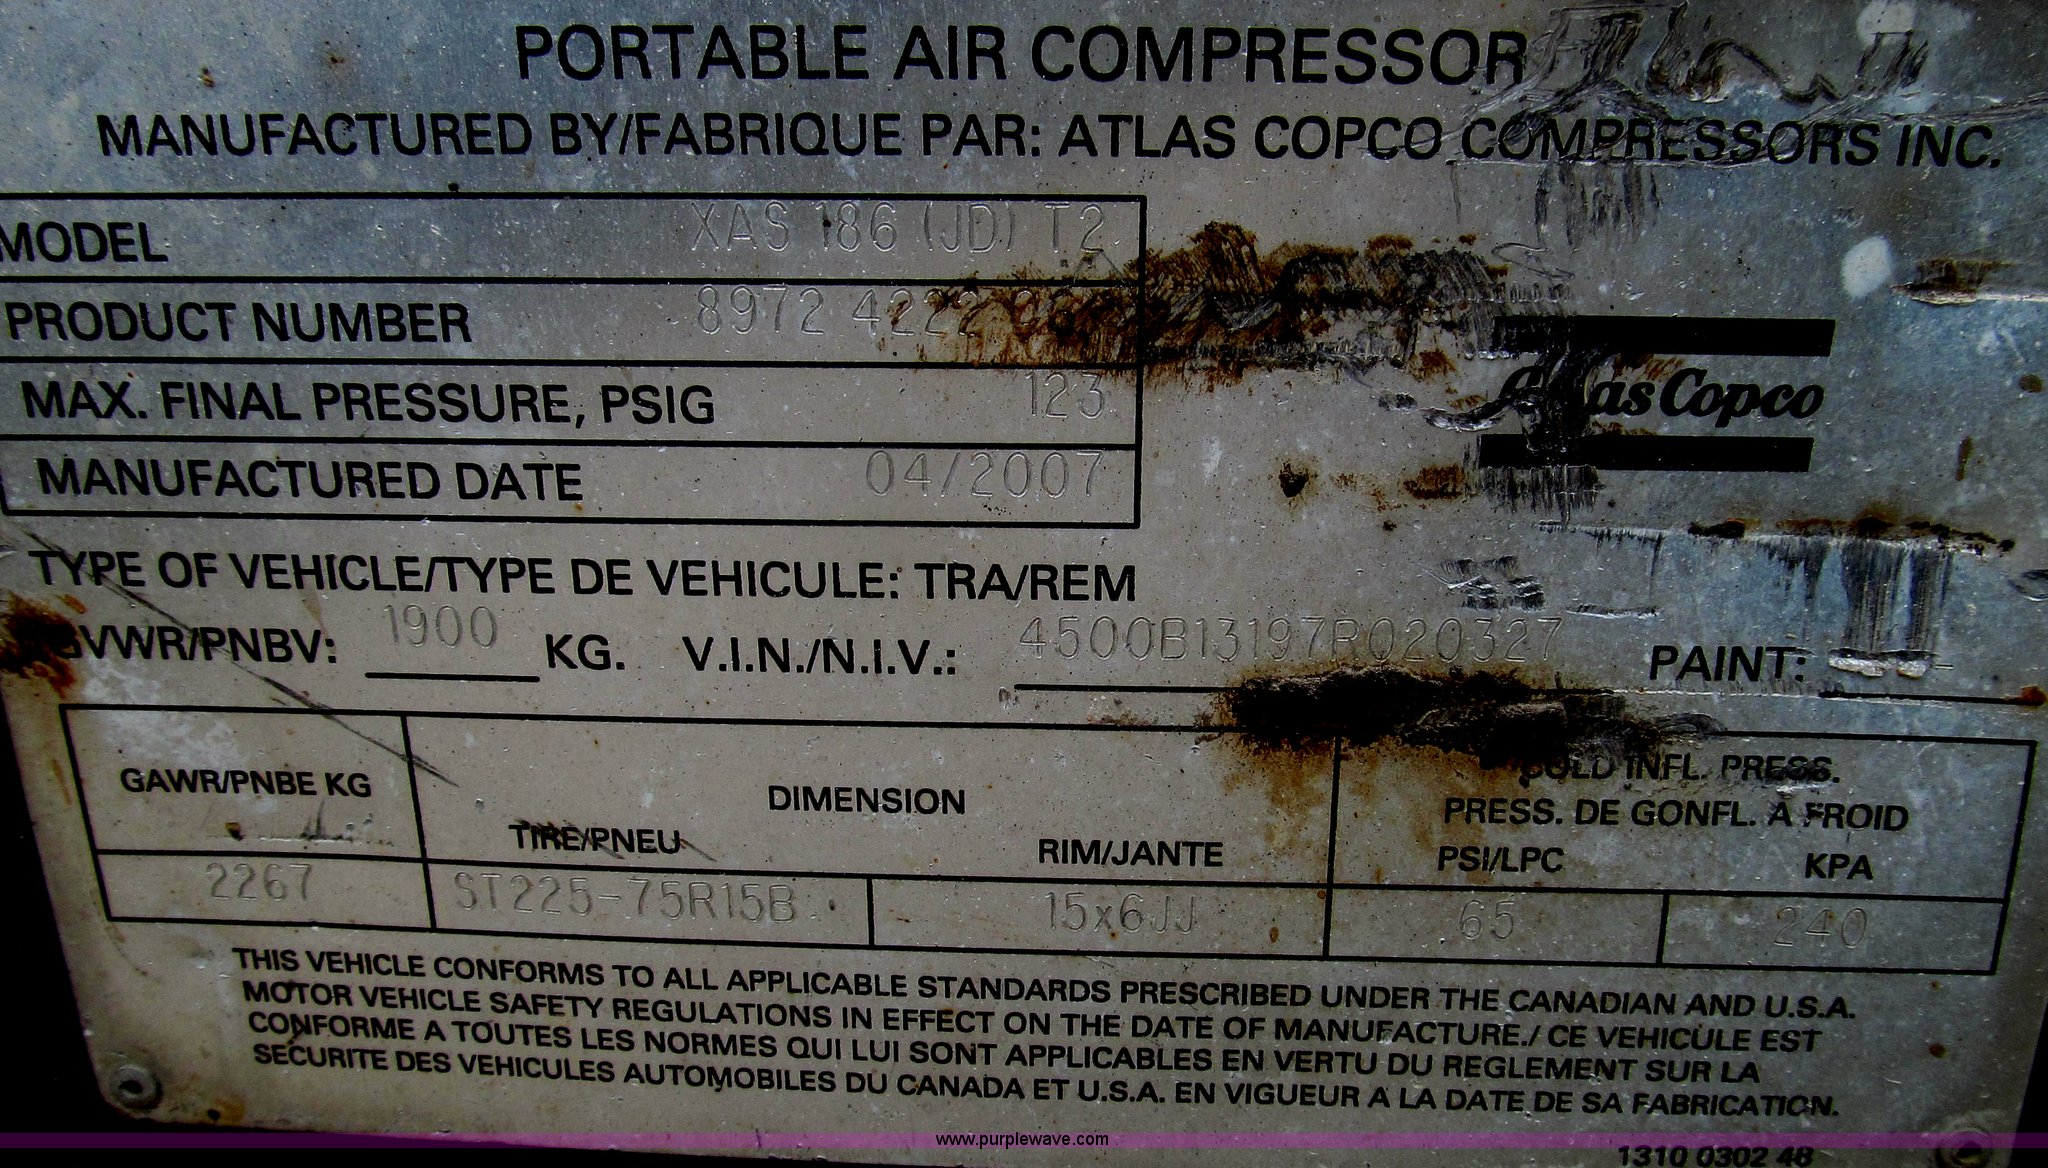 PORTABLE AIR COMPRESSOR
MANUFACTURED BY/FABRIQUE PAR: ATLAS COPCO COMPRESSORS INC.
MODEL XAS 186 (JD) T2
PRODUCT NUMBER 8972 4222
MAX. FINAL PRESSURE, PSIG 123
Atlas Copco
MANUFACTURED DATE 04/2007
TYPE OF VEHICLE/TYPE DE VEHICULE: TRA/REM
GVWR/PNBV: 1900 KG. V.I.N./N.I.V.: 4500B13197R020327 PAINT:
GAWR/PNBE KG
DIMENSION
TIRE/PNEU RIM/JANTE
COLD INFL. PRESS.
PRESS. DE GONFL. A FROID
PSI/LPC KPA
2267 ST225-75R15B 15x6JJ 65 240
THIS VEHICLE CONFORMS TO ALL APPLICABLE STANDARDS PRESCRIBED UNDER THE CANADIAN AND U.S.A.
MOTOR VEHICLE SAFETY REGULATIONS IN EFFECT ON THE DATE OF MANUFACTURE./ CE VEHICULE EST
CONFORME A TOUTES LES NORMES QUI LUI SONT APPLICABLES EN VERTU DU REGLEMENT SUR LA
SECURITE DES VEHICULES AUTOMOBILES DU CANADA ET U.S.A. EN VIGUEUR A LA DATE DE SA FABRICATION.
www.purplewave.com
1310 0302 48